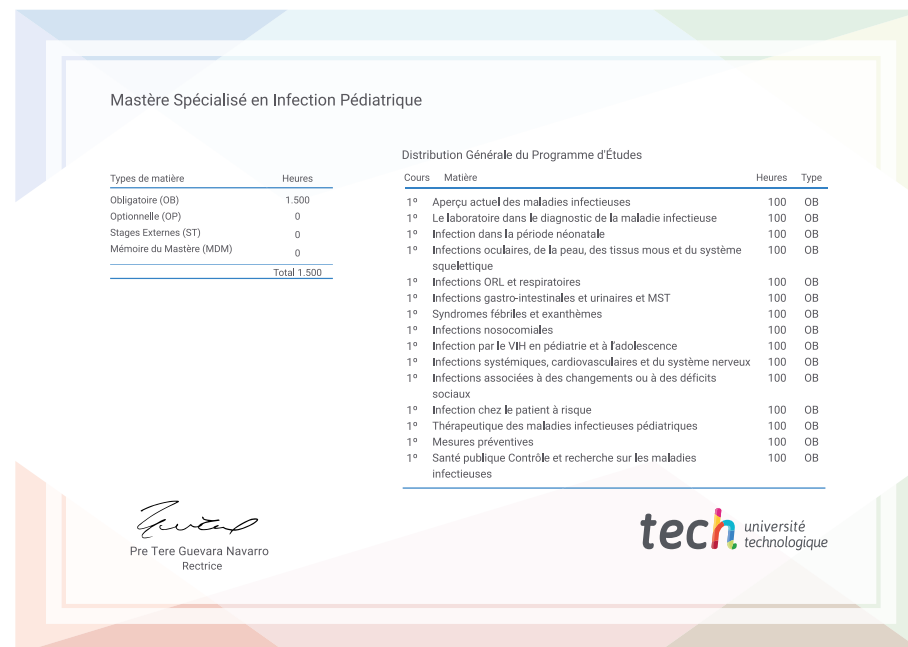 Mastère Spécialisé en Infection Pédiatrique
Types de matière Heures
Obligatoire (OB) 1.500
Optionnelle (OP) 0
Stages Externes (ST) 0
Mémoire du Mastère (MDM) 0
Total 1.500
Distribution Générale du Programme d'Études
Cours Matière Heures Type
1º Aperçu actuel des maladies infectieuses 100 OB
1º Le laboratoire dans le diagnostic de la maladie infectieuse 100 OB
1º Infection dans la période néonatale 100 OB
1º Infections oculaires, de la peau, des tissus mous et du système 100 OB
squelettique
1º Infections ORL et respiratoires 100 OB
1º Infections gastro-intestinales et urinaires et MST 100 OB
1º Syndromes fébriles et exanthèmes 100 OB
1º Infections nosocomiales 100 OB
1º Infection par le VIH en pédiatrie et à l'adolescence 100 OB
1º Infections systémiques, cardiovasculaires et du système nerveux 100 OB
1º Infections associées à des changements ou à des déficits 100 OB
sociaux
1º Infection chez le patient à risque 100 OB
1º Thérapeutique des maladies infectieuses pédiatriques 100 OB
1º Mesures préventives 100 OB
1º Santé publique Contrôle et recherche sur les maladies 100 OB
infectieuses
Pre Tere Guevara Navarro
Rectrice
tech université
technologique